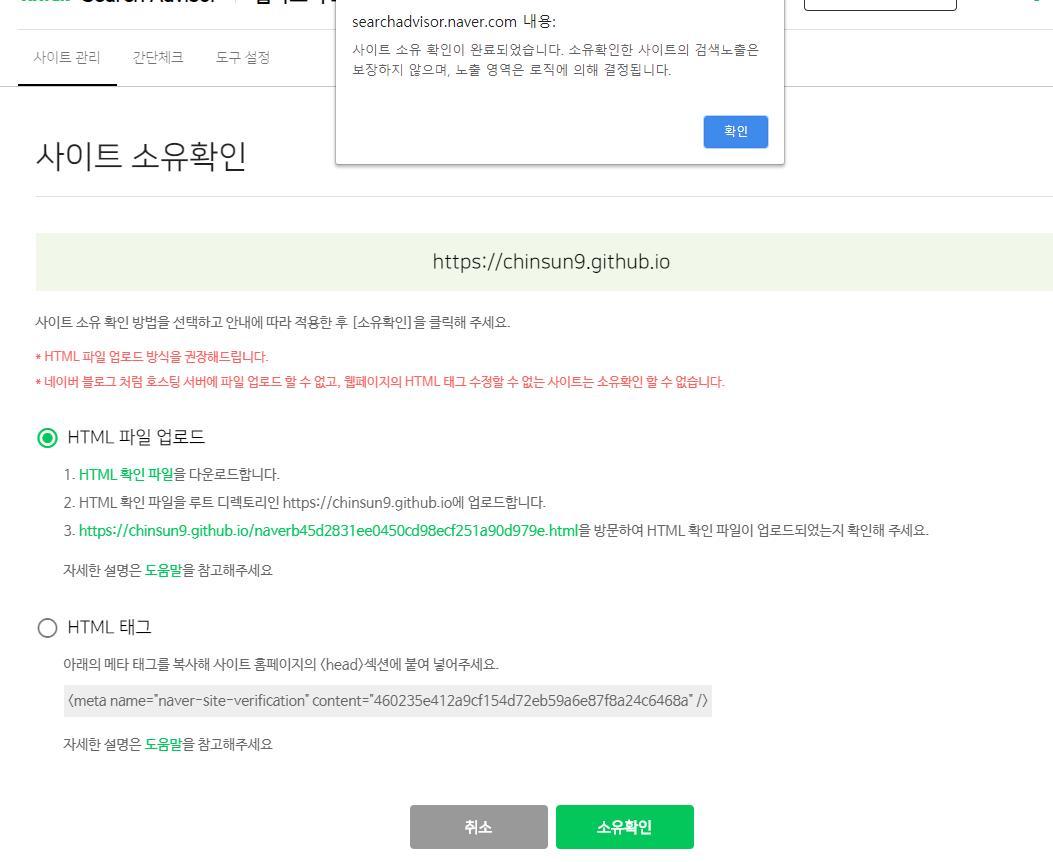 Search Advisor
searchadvisor.naver.com 내용:
사이트 소유 확인이 완료되었습니다. 소유확인한 사이트의 검색노출은
보장하지 않으며, 노출 영역은 로직에 의해 결정됩니다.
확인
사이트 관리 간단체크 도구 설정
사이트 소유확인
https://chinsun9.github.io
사이트 소유 확인 방법을 선택하고 안내에 따라 적용한 후 [소유확인]을 클릭해 주세요.
* HTML 파일 업로드 방식을 권장해드립니다.
* 네이버 블로그 처럼 호스팅 서버에 파일 업로드 할 수 없고, 웹페이지의 HTML 태그 수정할 수 없는 사이트는 소유확인 할 수 없습니다.
HTML 파일 업로드
1. HTML 확인 파일을 다운로드합니다.
2. HTML 확인 파일을 루트 디렉토리인 https://chinsun9.github.io에 업로드합니다.
3. https://chinsun9.github.io/naverb45d2831ee0450cd98ecf251a90d979e.html을 방문하여 HTML 확인 파일이 업로드되었는지 확인해 주세요.
자세한 설명은 도움말을 참고해주세요
HTML 태그
아래의 메타 태그를 복사해 사이트 홈페이지의 <head>섹션에 붙여 넣어주세요.
<meta name="naver-site-verification" content="460235e412a9cf154d72eb59a6e87f8a24c6468a" />
자세한 설명은 도움말을 참고해주세요
취소 소유확인